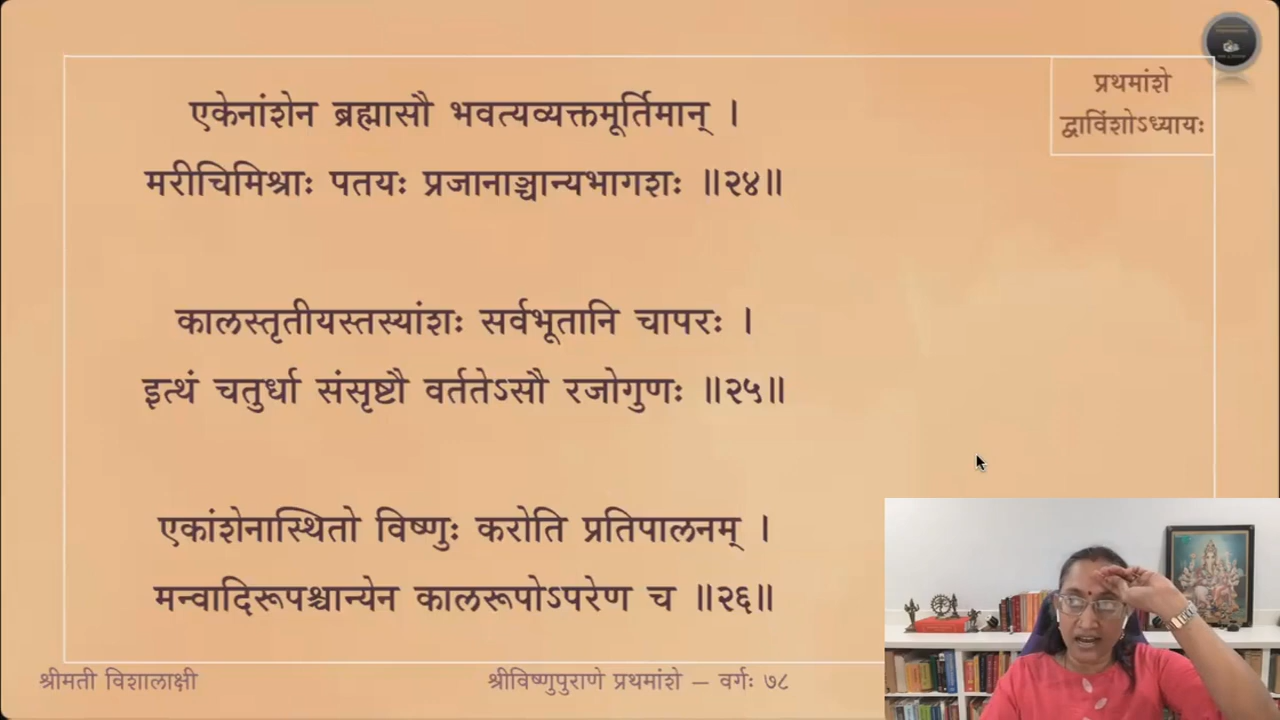 प्रथमांशे
द्वाविंशोऽध्यायः
एकेनांशेन ब्रह्मासौ भवत्यव्यक्तमूर्तिमान् ।
मरीचिमिश्राः पतयः प्रजानाञ्चान्यभागशः ॥२४॥
कालस्तृतीयस्तस्यांशः सर्वभूतानि चापरः ।
इत्थं चतुर्धा संसृष्टौ वर्ततेऽसौ रजोगुणः ॥२५॥
एकांशेनास्थितो विष्णुः करोति प्रतिपालनम् ।
मन्वादिरूपश्चान्येन कालरूपोऽपरेण च ॥२६॥
श्रीमती विशालाक्षी
श्रीविष्णुपुराणे प्रथमांशे – वर्गः ७८